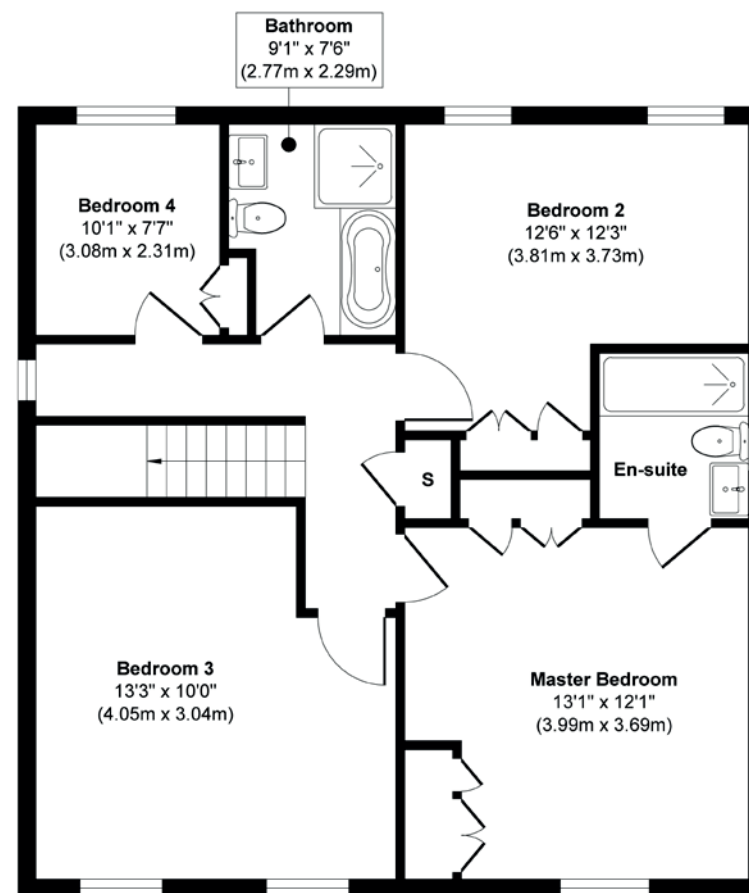 Bathroom
9'1" x 7'6"
(2.77m x 2.29m)
Bedroom 4
10'1" x 7'7"
(3.08m x 2.31m)
Bedroom 2
12'6" x 12'3"
(3.81m x 3.73m)
En-suite
S
Bedroom 3
13'3" x 10'0"
(4.05m x 3.04m)
Master Bedroom
13'1" x 12'1"
(3.99m x 3.69m)